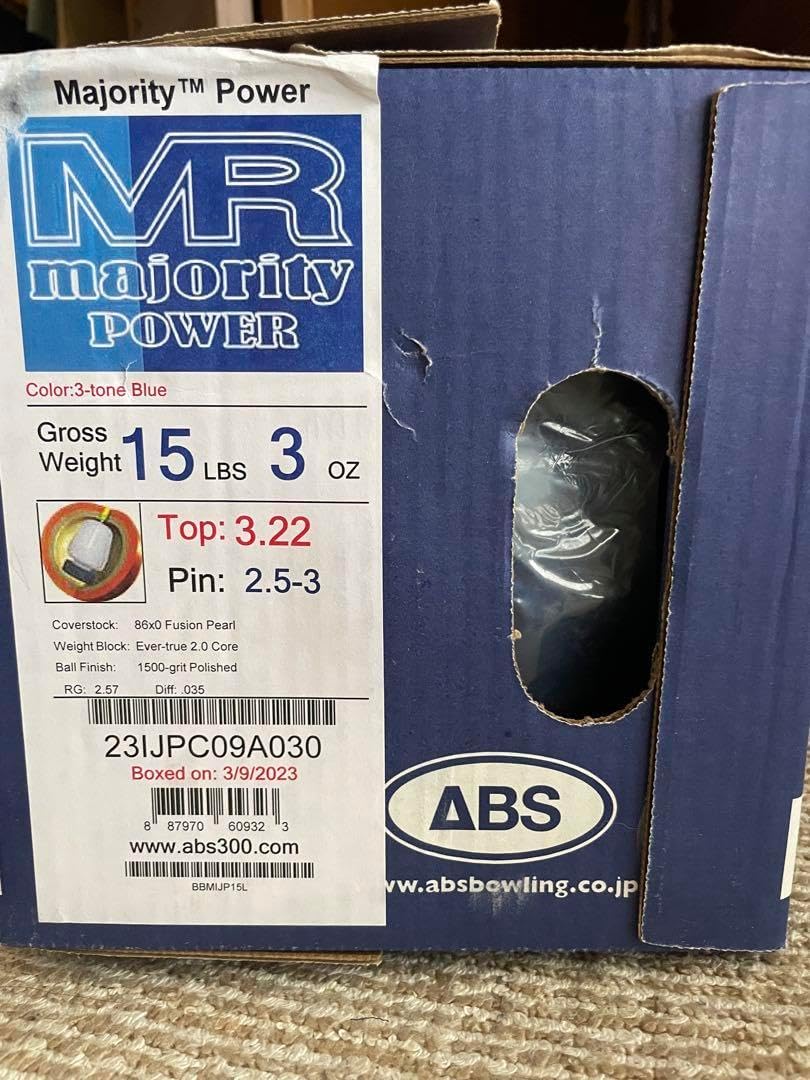 Majority™ Power
MR
majority
POWER
Color:3-tone Blue
Gross Weight 15 LBS 3 OZ
Top: 3.22
Pin: 2.5-3
Coverstock: 86x0 Fusion Pearl
Weight Block: Ever-true 2.0 Core
Ball Finish: 1500-grit Polished
RG: 2.57 Diff: .035
23IJPC09A030
Boxed on: 3/9/2023
8 87970 60932 3
www.abs300.com
BBMIJP15L
ABS
w.absbowling.co.jp